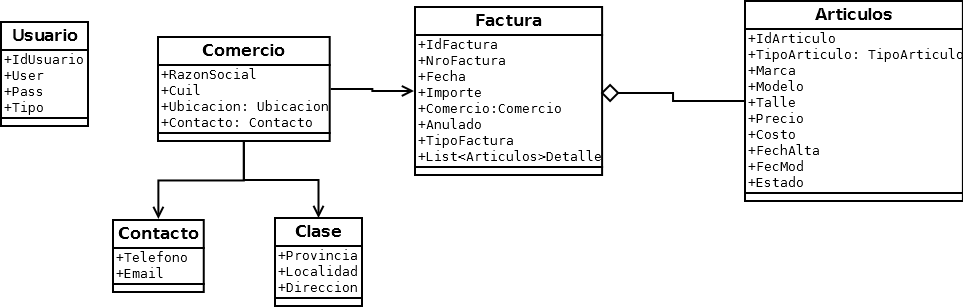 Usuario
+IdUsuario
+User
+Pass
+Tipo
Comercio
+RazonSocial
+Cuil
+Ubicacion: Ubicacion
+Contacto: Contacto
Factura
+IdFactura
+NroFactura
+Fecha
+Importe
+Comercio:Comercio
+Anulado
+TipoFactura
+List<Articulos>Detalle
Articulos
+IdArticulo
+TipoArticulo: TipoArticulo
+Marca
+Modelo
+Talle
+Precio
+Costo
+FechAlta
+FecMod
+Estado
Contacto
+Telefono
+Email
Clase
+Provincia
+Localidad
+Direccion